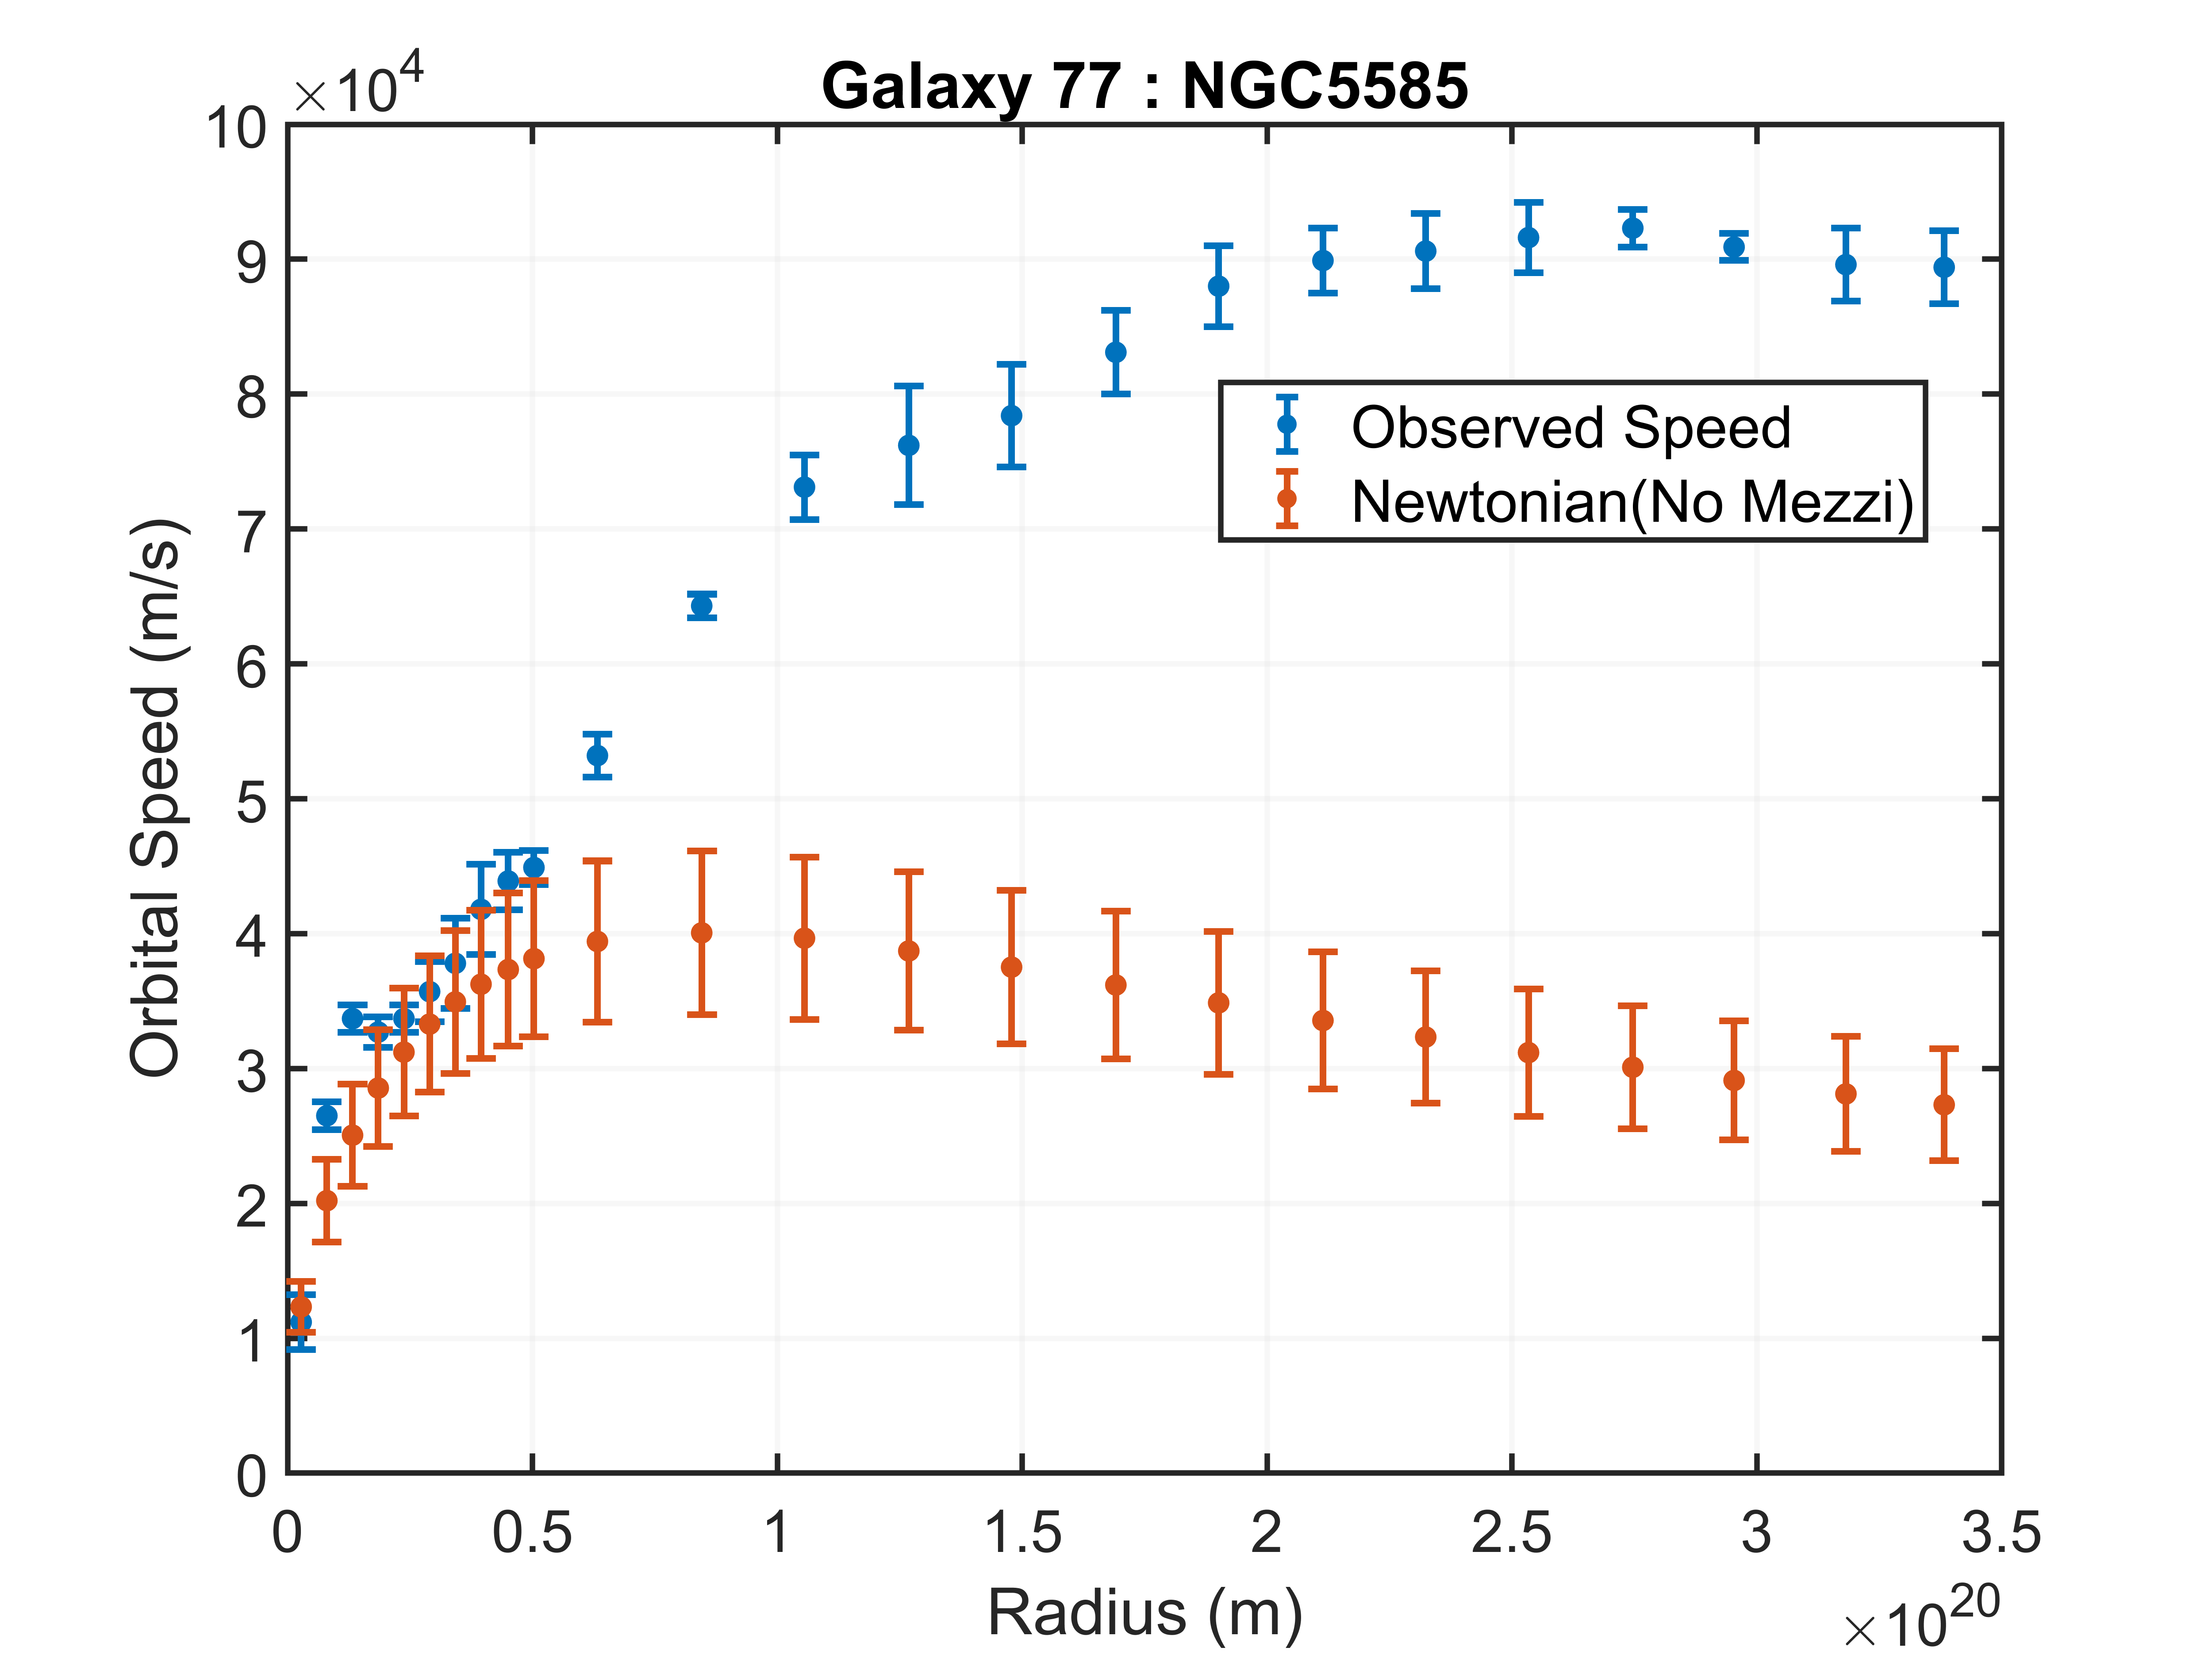 Galaxy 77 : NGC5585
×10^4
10
9
8
7
6
5
4
3
2
1
0
Orbital Speed (m/s)
Observed Speed
Newtonian(No Mezzi)
0 0.5 1 1.5 2 2.5 3 3.5
Radius (m)
×10^20